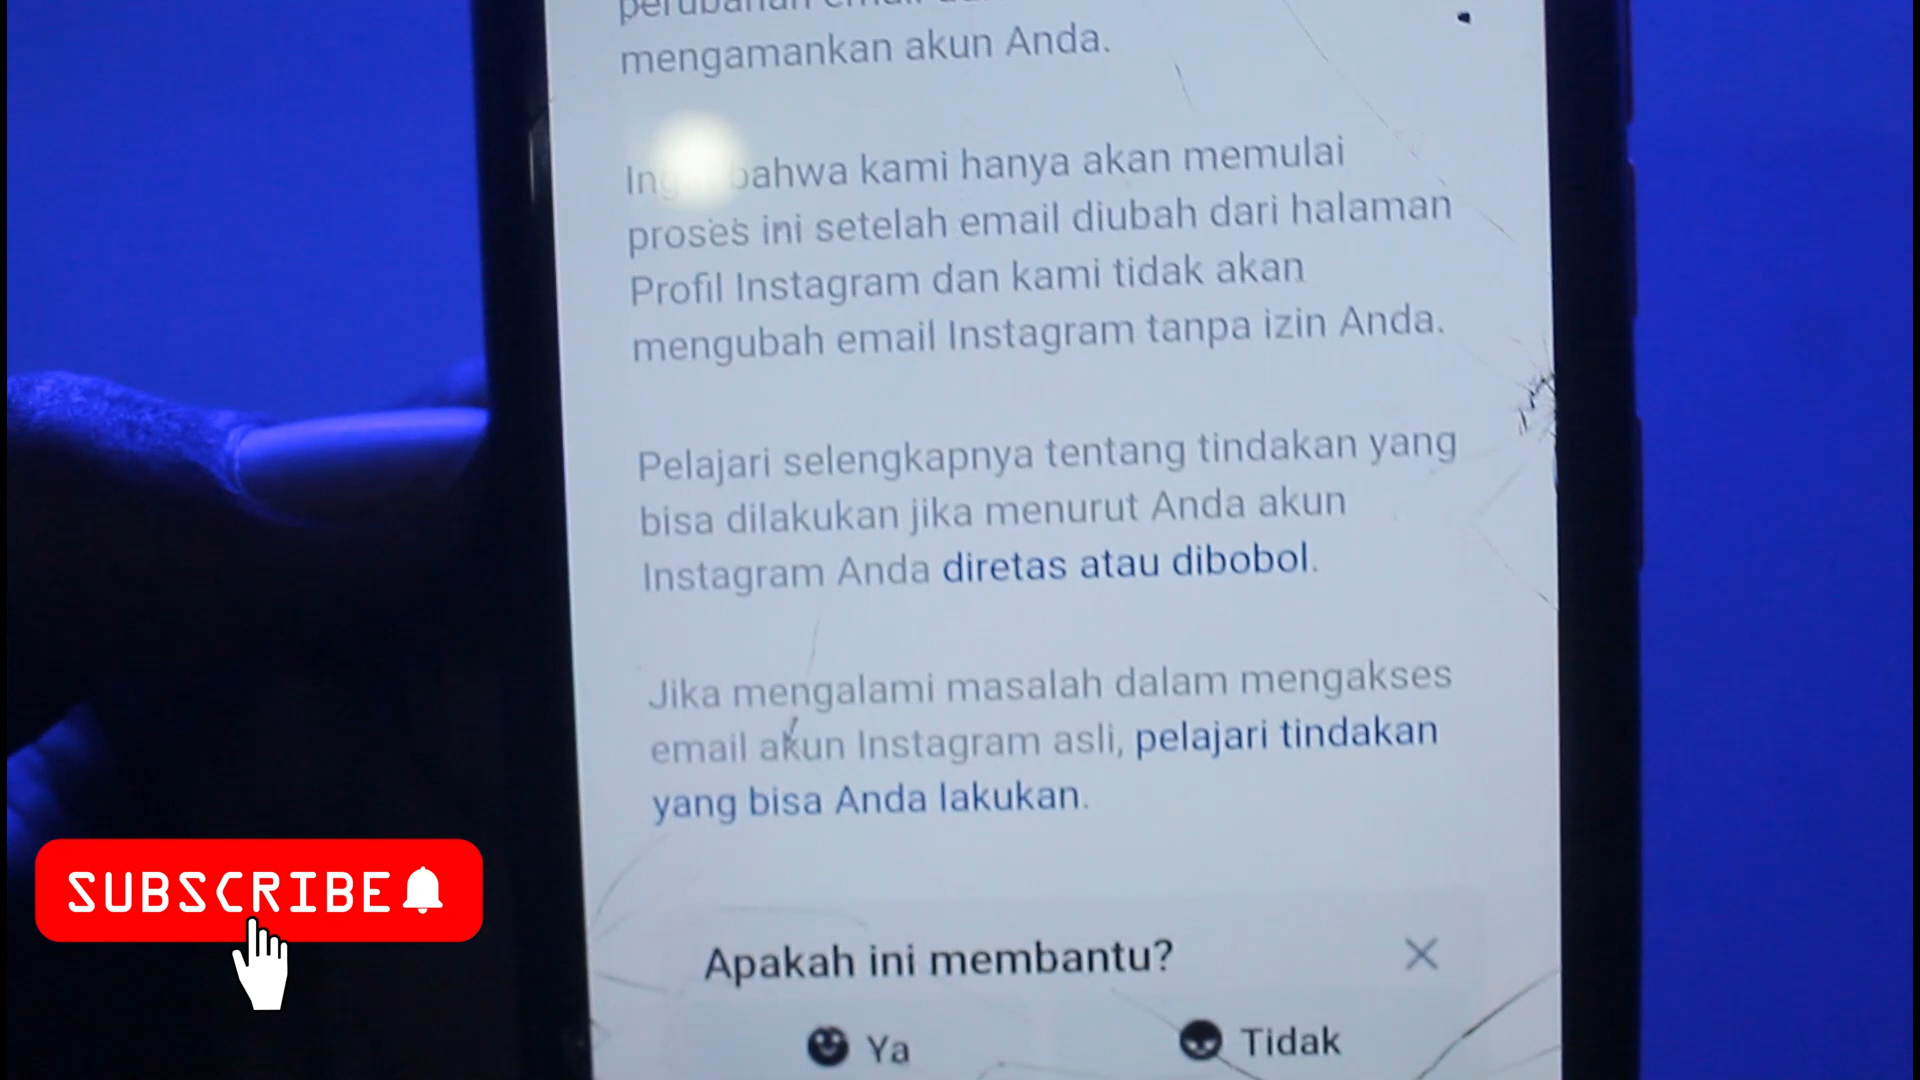 mengamankan akun Anda.
bahwa kami hanya akan memulai
proses ini setelah email diubah dari halaman
Profil Instagram dan kami tidak akan
mengubah email Instagram tanpa izin Anda.
Pelajari selengkapnya tentang tindakan yang
bisa dilakukan jika menurut Anda akun
Instagram Anda diretas atau dibobol.
Jika mengalami masalah dalam mengakses
email akun Instagram asli, pelajari tindakan
yang bisa Anda lakukan.
Apakah ini membantu?
Ya
Tidak
SUBSCRIBE